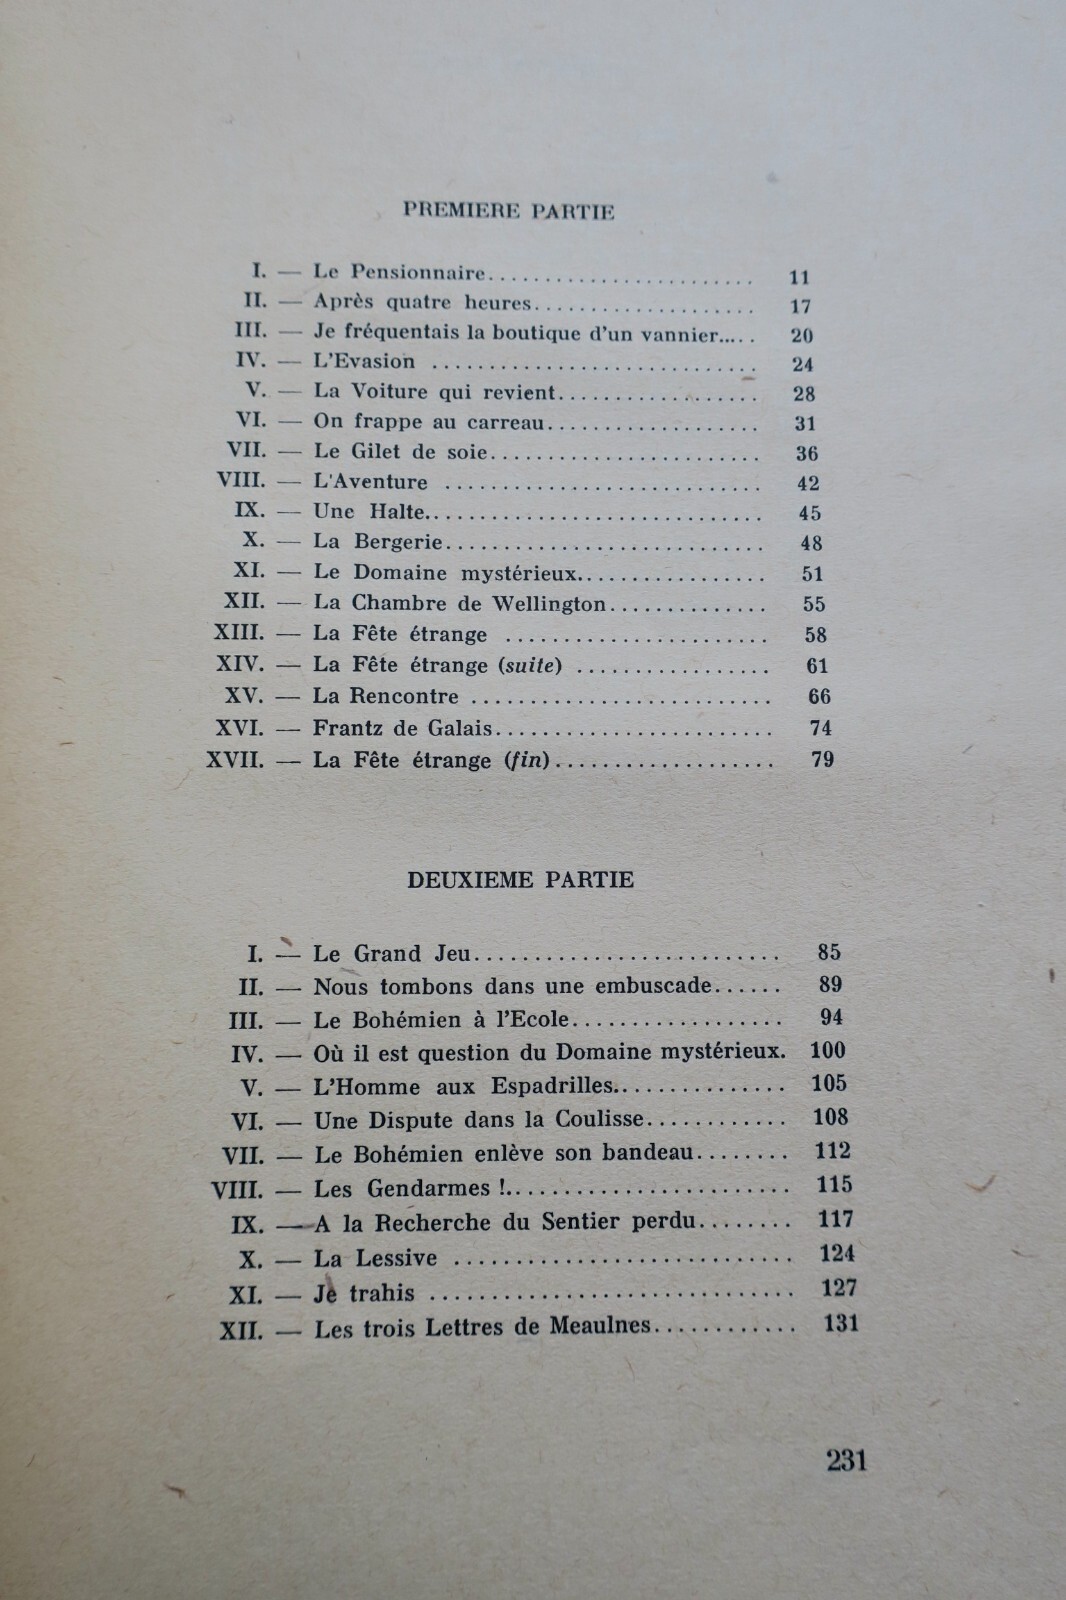 PREMIERE PARTIE
I. — Le Pensionnaire........................ 11
II. — Après quatre heures................... 17
III. — Je fréquentais la boutique d'un vannier..... 20
IV. — L'Evasion ............................ 24
V. — La Voiture qui revient................. 28
VI. — On frappe au carreau................... 31
VII. — Le Gilet de soie....................... 36
VIII. — L'Aventure ........................... 42
IX. — Une Halte............................. 45
X. — La Bergerie........................... 48
XI. — Le Domaine mystérieux................. 51
XII. — La Chambre de Wellington.............. 55
XIII. — La Fête étrange ....................... 58
XIV. — La Fête étrange (suite) ................. 61
XV. — La Rencontre .......................... 66
XVI. — Frantz de Galais........................ 74
XVII. — La Fête étrange (fin)................... 79
DEUXIEME PARTIE
I. — Le Grand Jeu.......................... 85
II. — Nous tombons dans une embuscade...... 89
III. — Le Bohémien à l'Ecole.................. 94
IV. — Où il est question du Domaine mystérieux. 100
V. — L'Homme aux Espadrilles............... 105
VI. — Une Dispute dans la Coulisse............ 108
VII. — Le Bohémien enlève son bandeau........ 112
VIII. — Les Gendarmes !........................ 115
IX. — A la Recherche du Sentier perdu........ 117
X. — La Lessive ............................ 124
XI. — Je trahis .............................. 127
XII. — Les trois Lettres de Meaulnes............ 131
231